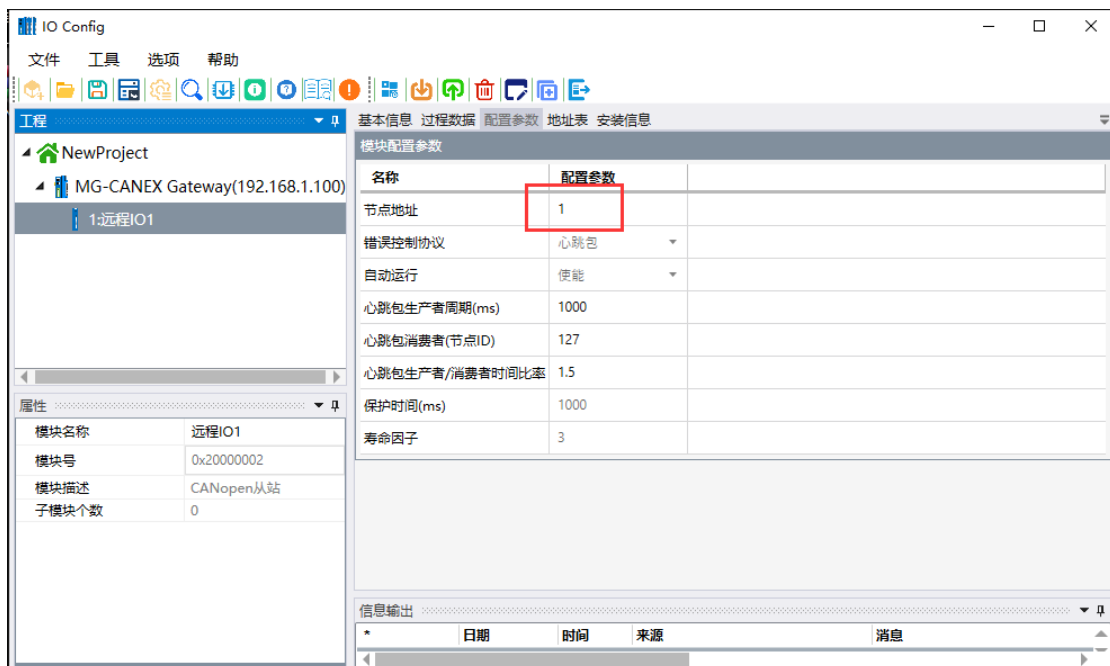 IO Config
文件 工具 选项 帮助
工程
NewProject
MG-CANEX Gateway(192.168.1.100)
1:远程IO1
基本信息 过程数据 配置参数 地址表 安装信息
模块配置参数
名称 配置参数
节点地址 1
错误控制协议 心跳包
自动运行 使能
心跳包生产者周期(ms) 1000
心跳包消费者(节点ID) 127
心跳包生产者/消费者时间比率 1.5
保护时间(ms) 1000
寿命因子 3
属性
模块名称 远程IO1
模块号 0x20000002
模块描述 CANopen从站
子模块个数 0
信息输出
* 日期 时间 来源 消息